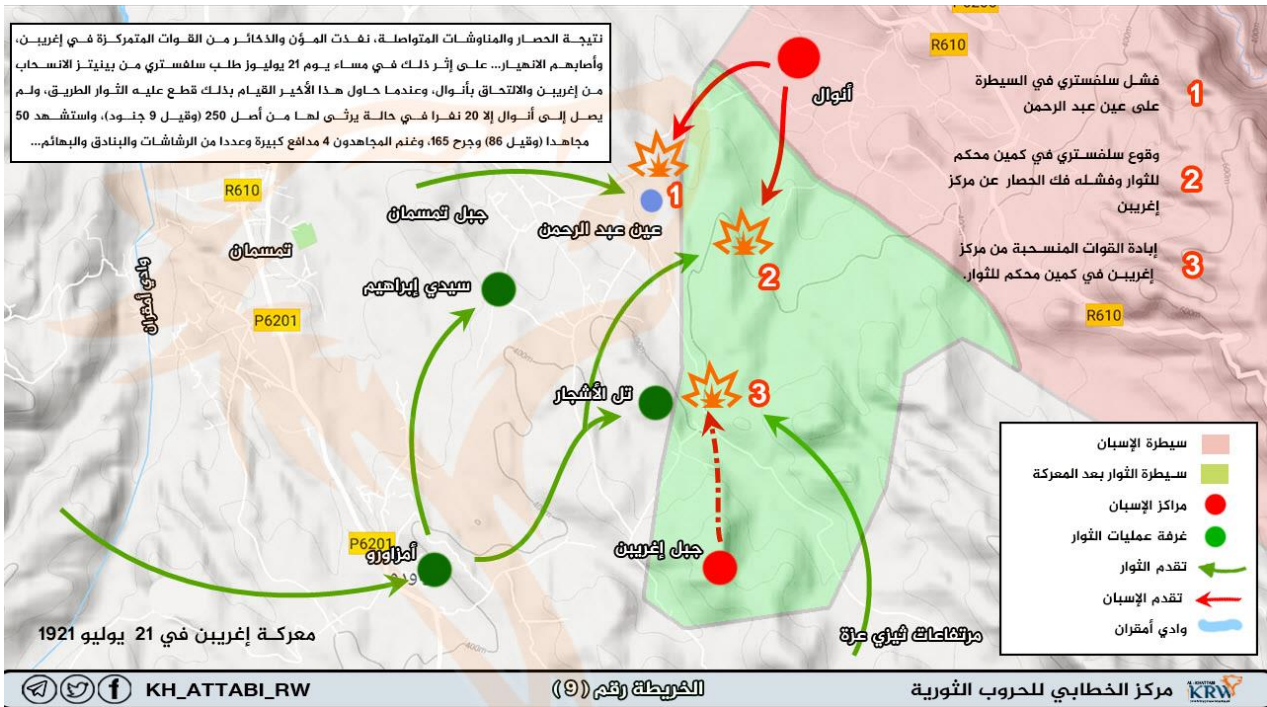 نتيجة الحصار والمناوشات المتواصلة، نفذت المؤن والذخائر من القوات المتمركزة في إغريبن،
وأصابهم الانهيار... على إثر ذلك في مساء يوم 21 يوليوز طلب سلفستري من بينيتز الانسحاب
من إغريبن والالتحاق بأنوال، وعندما حاول هذا الأخير القيام بذلك قطع عليه الثوار الطريق، ولم
يصل إلى أنوال إلا 20 نفرا في حالة يرثى لها من أصل 250 (وقيل 9 جنود)، واستشهد 50
مجاهدا (وقيل 86) وجرح 165، وغنم المجاهدون 4 مدافع كبيرة وعددا من الرشاشات والبنادق والبهائم...
R610
أنوال
1
فشل سلفستري في السيطرة
على عين عبد الرحمن
2
وقوع سلفستري في كمين محكم
للثوار وفشله فك الحصار عن مركز
إغريبن
3
إبادة القوات المنسحبة من مركز
إغريبن في كمين محكم للثوار.
R610
R610
جبل تمسمان
1
عين عبد الرحمن
تمسمان
وادي أمقران
سيدي إبراهيم
2
P6201
400m
تل الأشجار
3
P6201
أمزاورو
جبل إغريبن
مرتفاعات ثيزي عزة
400m
سيطرة الإسبان
سيطرة الثوار بعد المعركة
مراكز الإسبان
غرفة عمليات الثوار
تقدم الثوار
تقدم الإسبان
وادي أمقران
معركة إغريبن في 21 يوليو 1921
KH_ATTABI_RW
الخريطة رقم (9)
مركز الخطابي للحروب الثورية
AL-KHATTABI
KRW